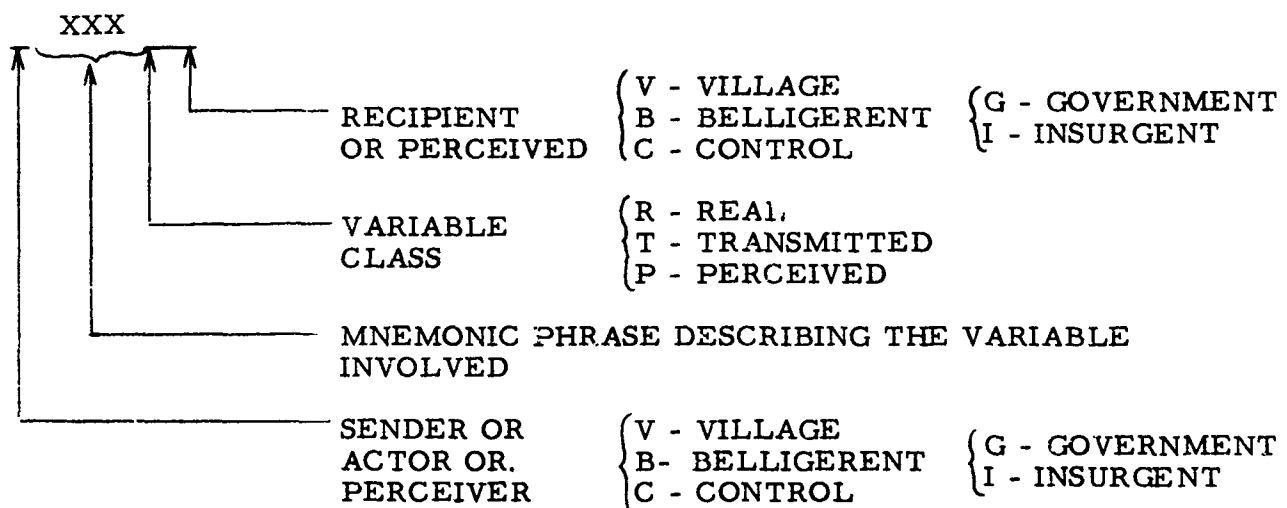 XXX
RECIPIENT
OR PERCEIVED
V - VILLAGE
B - BELLIGERENT
C - CONTROL
G - GOVERNMENT
I - INSURGENT
VARIABLE
CLASS
R - REAL
T - TRANSMITTED
P - PERCEIVED
MNEMONIC PHRASE DESCRIBING THE VARIABLE
INVOLVED
SENDER OR
ACTOR OR.
PERCEIVER
V - VILLAGE
B- BELLIGERENT
C - CONTROL
G - GOVERNMENT
I - INSURGENT